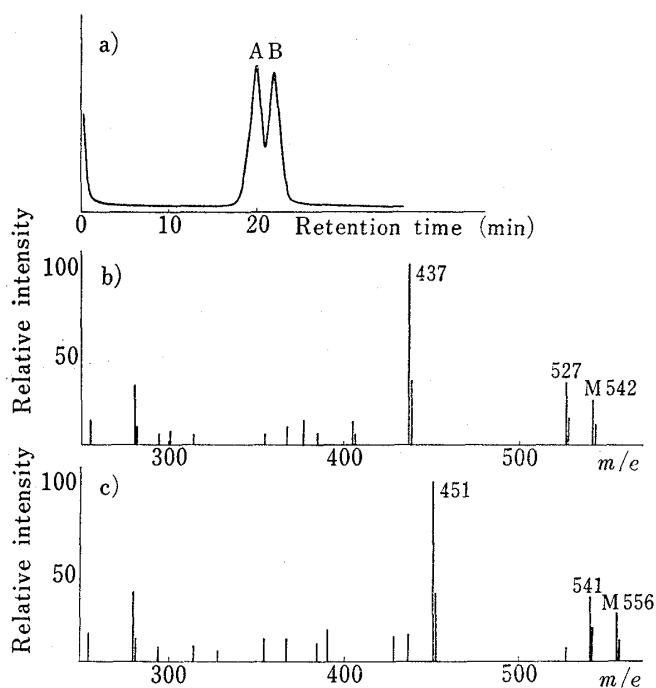 a)
A B
0 10 20 Retention time (min)
Relative intensity
100
50
b)
437
527
M 542
300 400 500 m/e
Relative intensity
100
50
c)
451
541
M 556
300 400 500 m/e